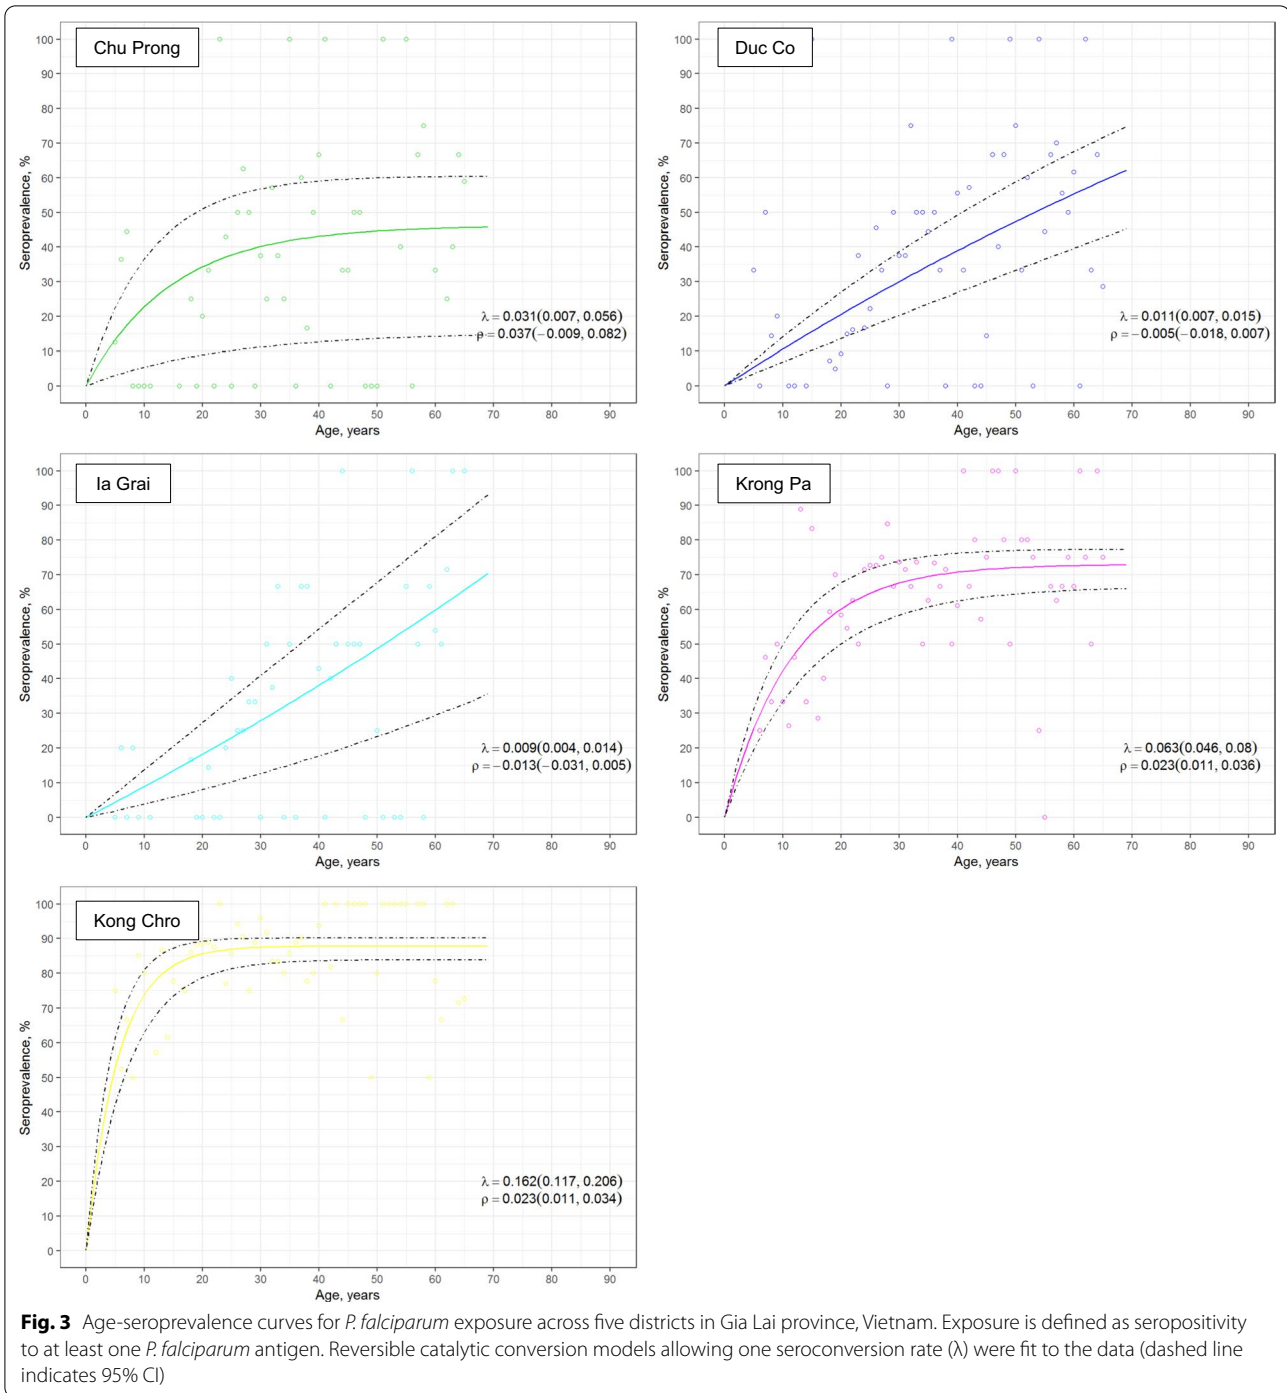 Chu Prong
100
90
80
70
60
50
40
30
20
10
0
Seroprevalence, %
λ = 0.031(0.007, 0.056)
ρ = 0.037(−0.009, 0.082)
0 10 20 30 40 50 60 70 80 90
Age, years
Duc Co
100
90
80
70
60
50
40
30
20
10
0
Seroprevalence, %
λ = 0.011(0.007, 0.015)
ρ = −0.005(−0.018, 0.007)
0 10 20 30 40 50 60 70 80 90
Age, years
Ia Grai
100
90
80
70
60
50
40
30
20
10
0
Seroprevalence, %
λ = 0.009(0.004, 0.014)
ρ = −0.013(−0.031, 0.005)
0 10 20 30 40 50 60 70 80 90
Age, years
Krong Pa
100
90
80
70
60
50
40
30
20
10
0
Seroprevalence, %
λ = 0.063(0.046, 0.08)
ρ = 0.023(0.011, 0.036)
0 10 20 30 40 50 60 70 80 90
Age, years
Kong Chro
100
90
80
70
60
50
40
30
20
10
0
Seroprevalence, %
λ = 0.162(0.117, 0.206)
ρ = 0.023(0.011, 0.034)
0 10 20 30 40 50 60 70 80 90
Age, years
Fig. 3 Age-seroprevalence curves for P. falciparum exposure across five districts in Gia Lai province, Vietnam. Exposure is defined as seropositivity
to at least one P. falciparum antigen. Reversible catalytic conversion models allowing one seroconversion rate (λ) were fit to the data (dashed line
indicates 95% CI)